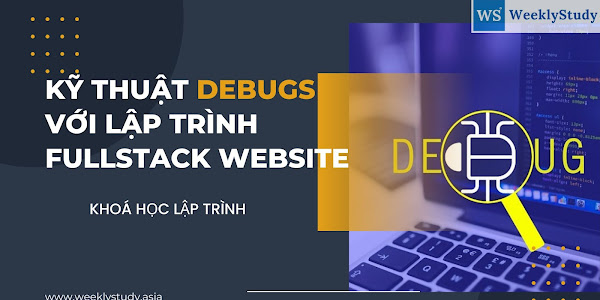 WS WeeklyStudy
KỸ THUẬT DEBUGS
VỚI LẬP TRÌNH
FULLSTACK WEBSITE
DEBUG
KHOÁ HỌC LẬP TRÌNH
www.weeklystudy.asia